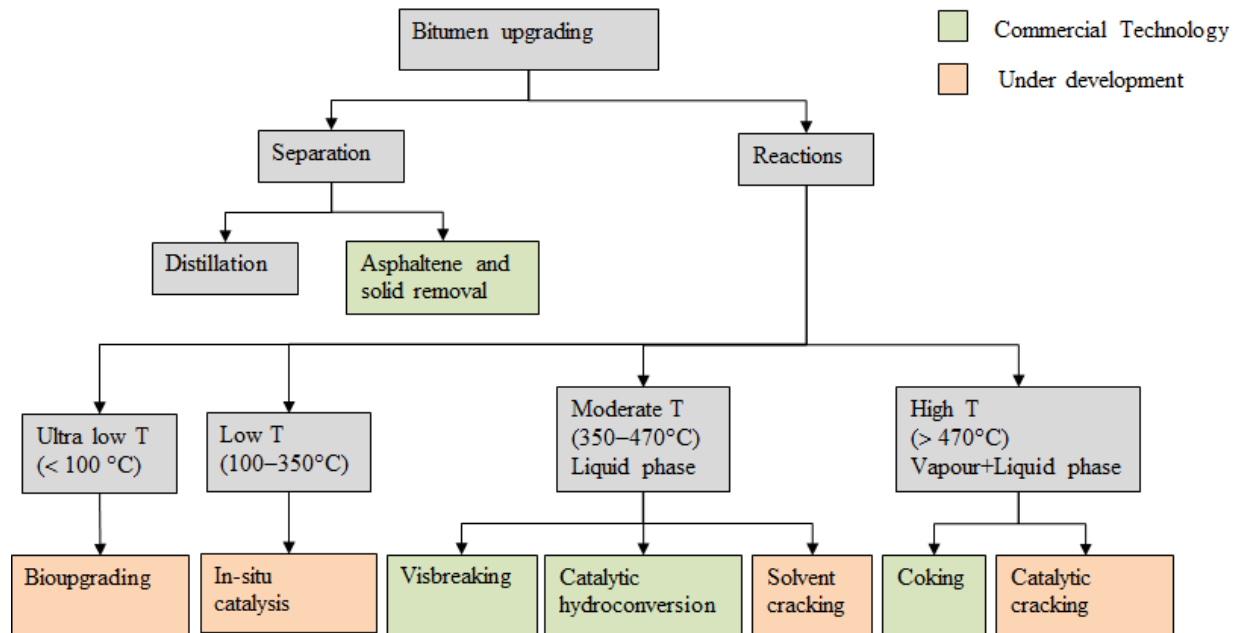 Bitumen upgrading
Commercial Technology
Under development
Separation
Reactions
Distillation
Asphaltene and
solid removal
Ultra low T
(< 100 °C)
Low T
(100–350°C)
Moderate T
(350–470°C)
Liquid phase
High T
(> 470°C)
Vapour+Liquid phase
Bioupgrading
In-situ
catalysis
Visbreaking
Catalytic
hydroconversion
Solvent
cracking
Coking
Catalytic
cracking